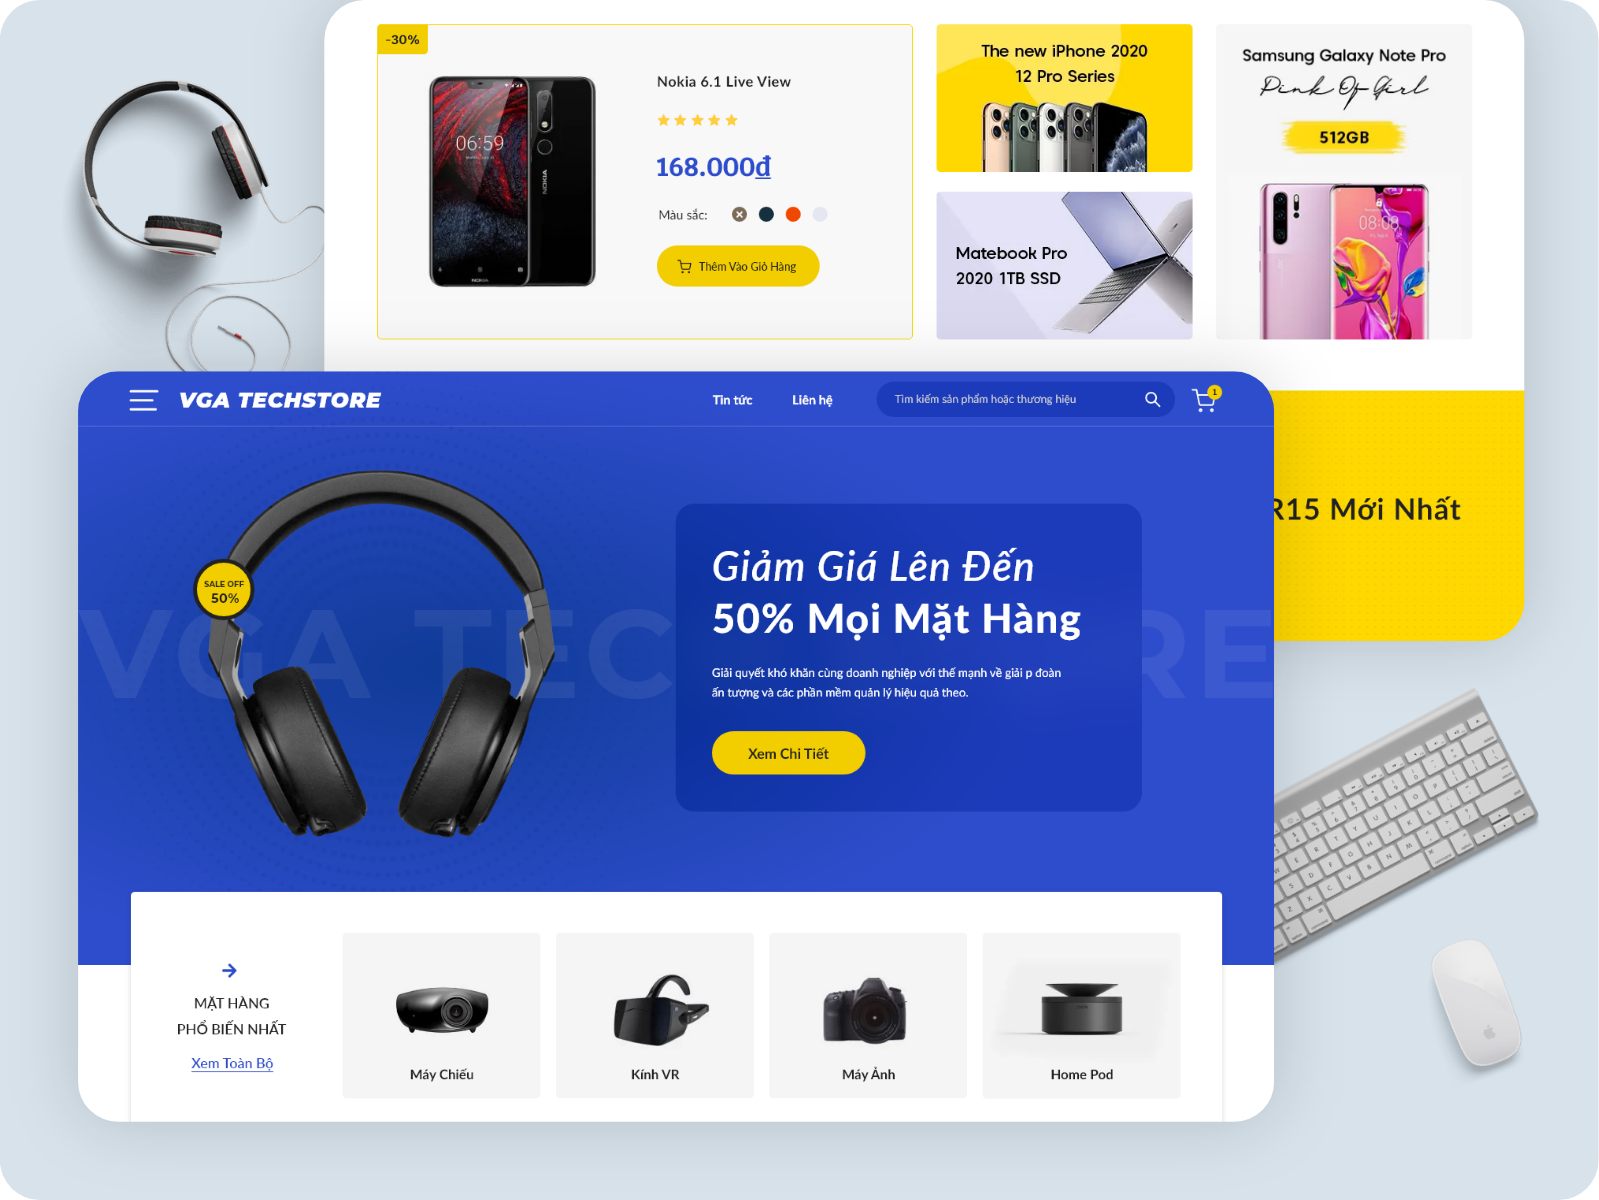 -30%
Nokia 6.1 Live View
168.000₫
Màu sắc:
Thêm Vào Giỏ Hàng
06:59
NOKIA
NOKIA
The new iPhone 2020
12 Pro Series
Matebook Pro
2020 1TB SSD
Samsung Galaxy Note Pro
Pink Of Girl
512GB
08:08
R15 Mới Nhất
VGA TECHSTORE
Tin tức
Liên hệ
Tìm kiếm sản phẩm hoặc thương hiệu
1
SALE OFF
50%
VGA TEC RE
Giảm Giá Lên Đến
50% Mọi Mặt Hàng
Giải quyết khó khăn cùng doanh nghiệp với thế mạnh về giải p đoàn
ấn tượng và các phần mềm quản lý hiệu quả theo.
Xem Chi Tiết
MẶT HÀNG
PHỔ BIẾN NHẤT
Xem Toàn Bộ
Máy Chiếu
Kính VR
Máy Ảnh
Home Pod